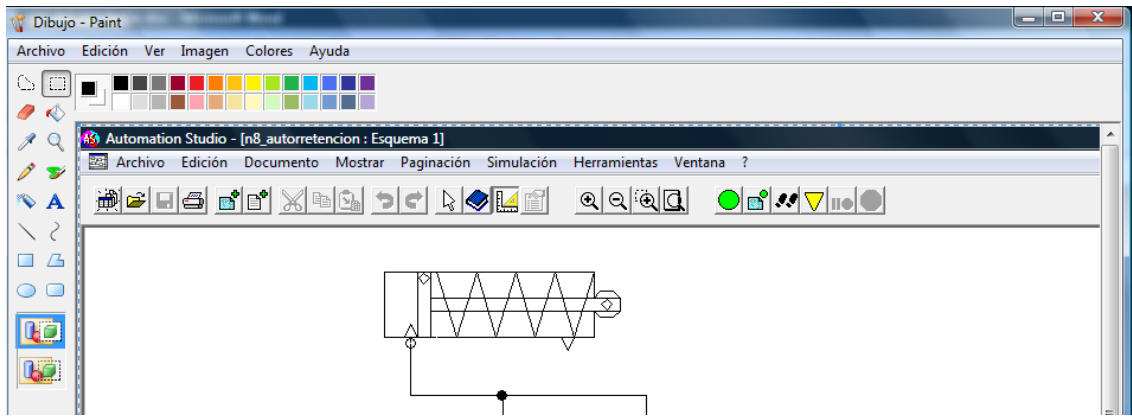 Dibujo - Paint
Archivo Edición Ver Imagen Colores Ayuda
A
Automation Studio - [n8_autorretencion : Esquema 1]
Archivo Edición Documento Mostrar Paginación Simulación Herramientas Ventana ?